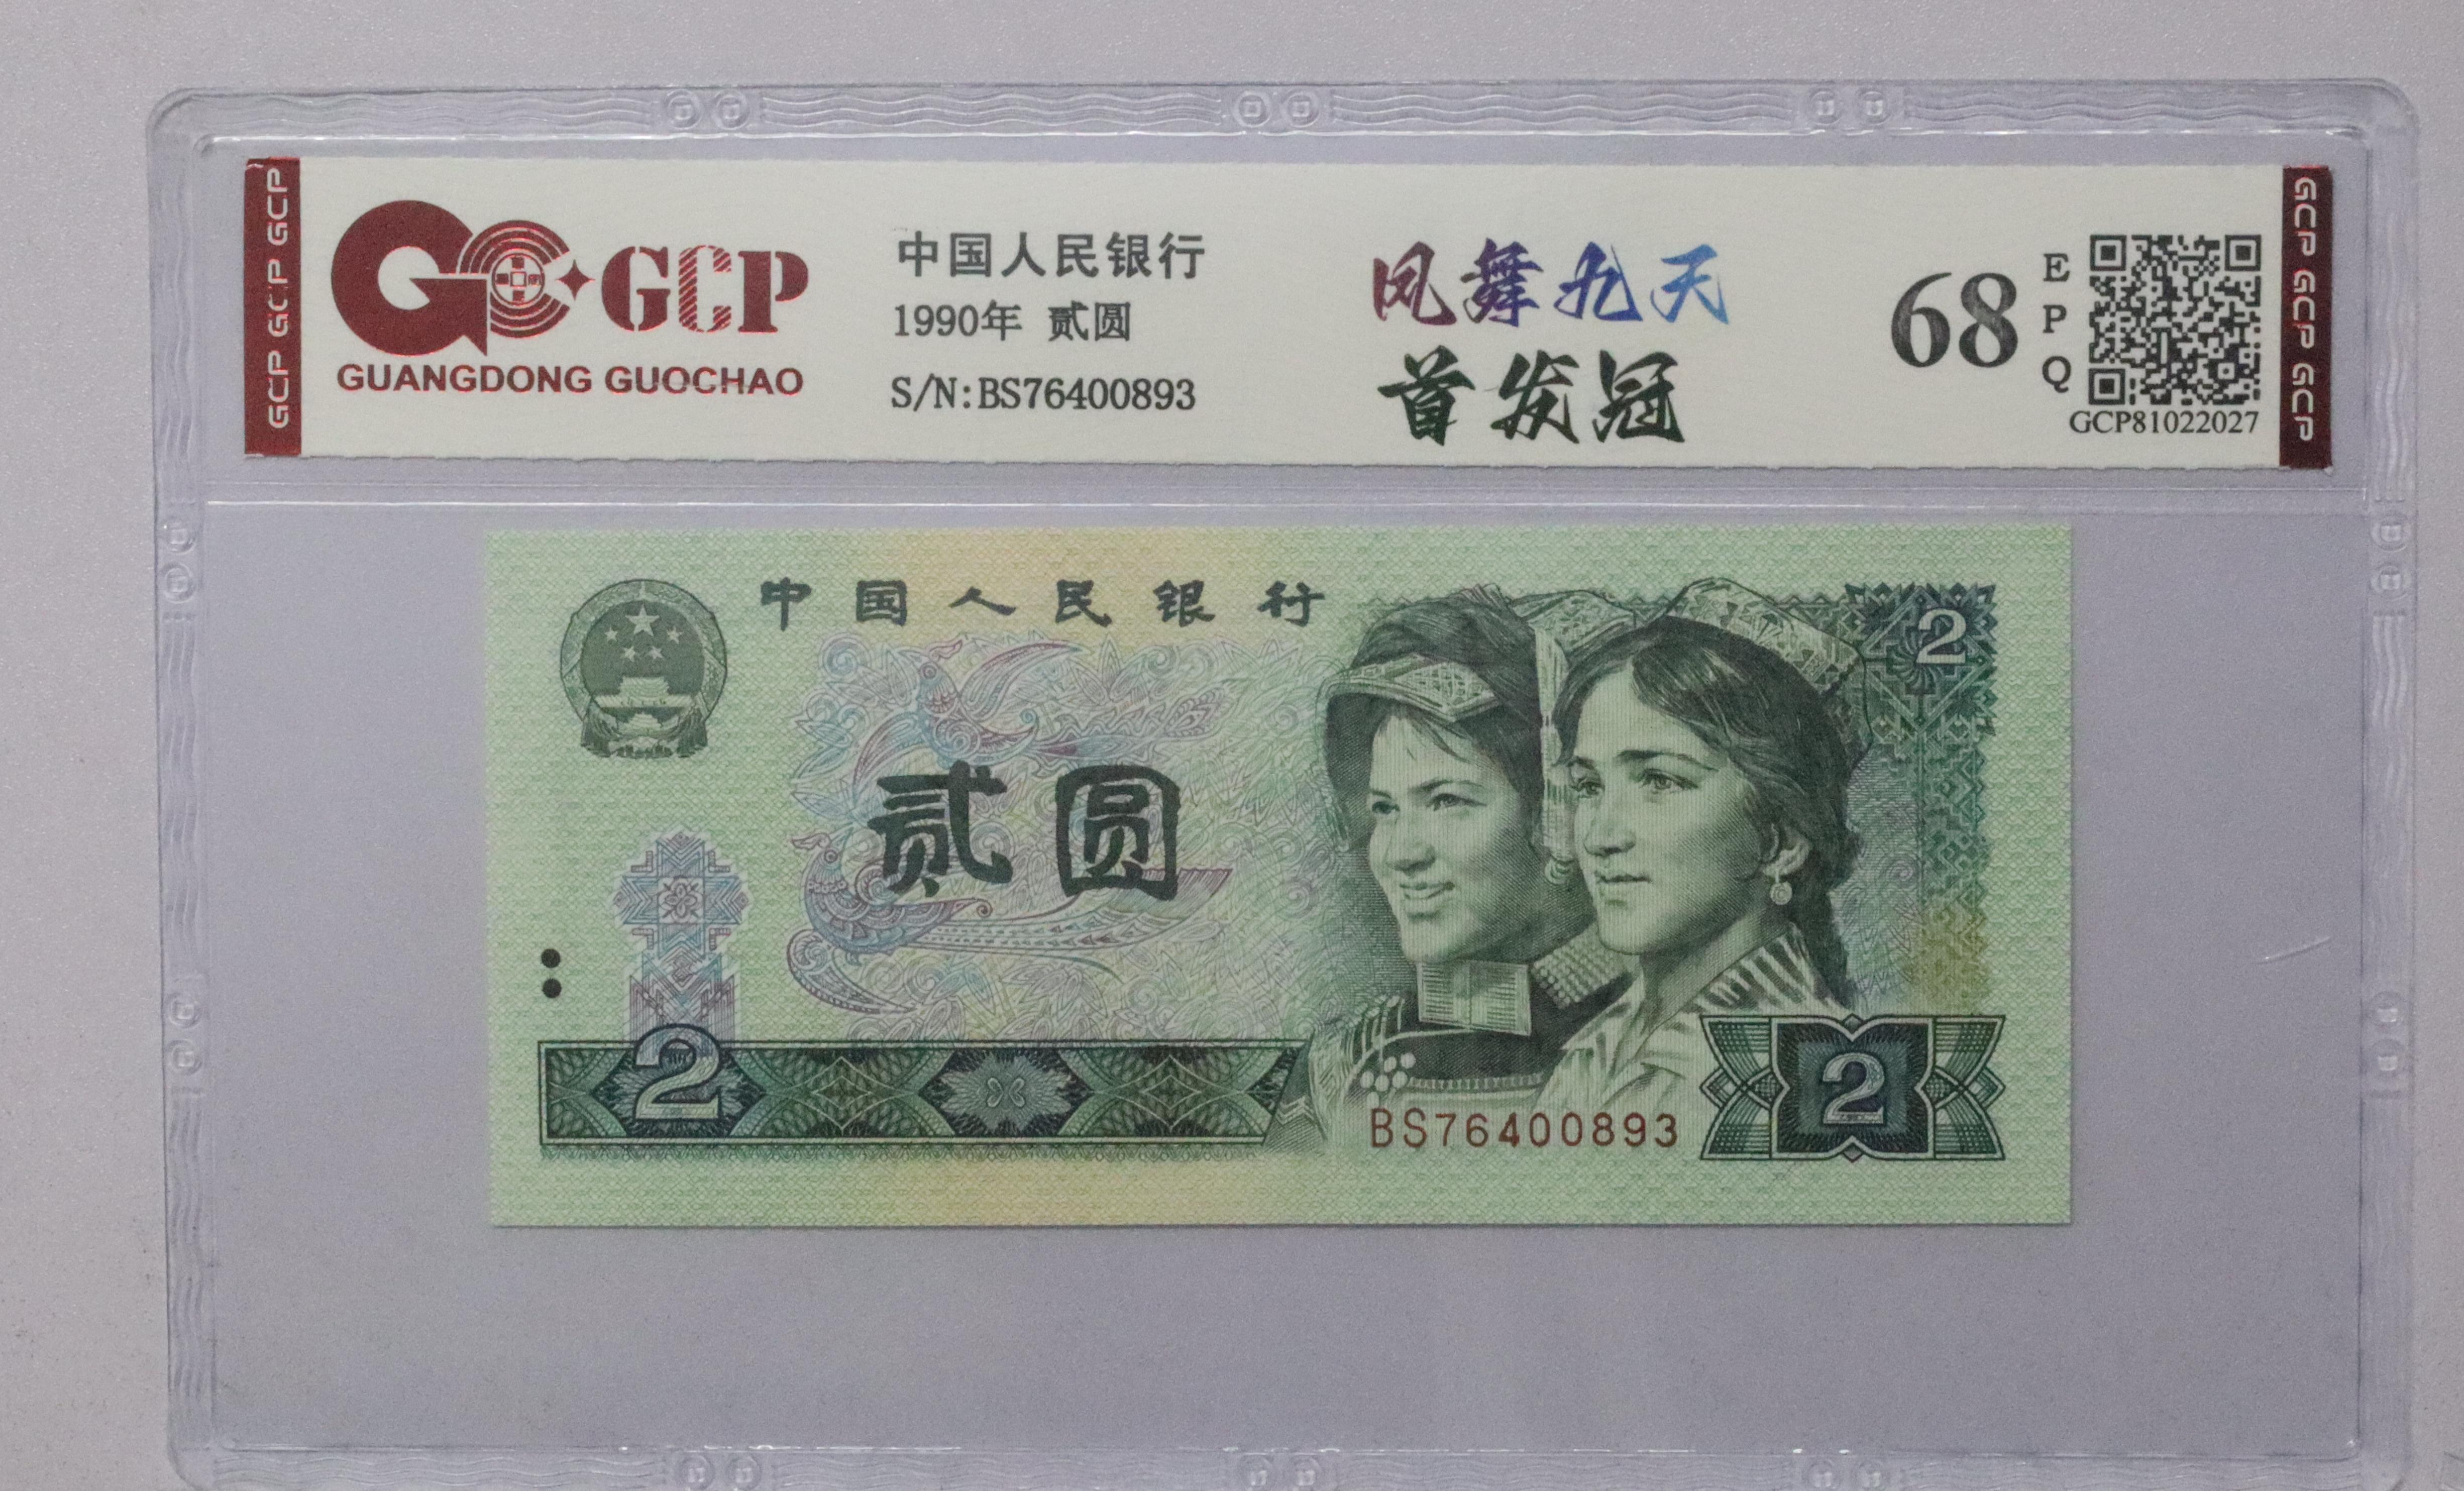 GCP GCP GCP
GCP
GUANGDONG GUOCHAO
中国人民银行
1990年 贰圆
S/N:BS76400893
凤舞九天
首发冠
68
E
P
Q
GCP81022027
GCP GCP GCP
中国人民银行
2
贰圆
2
BS76400893
2